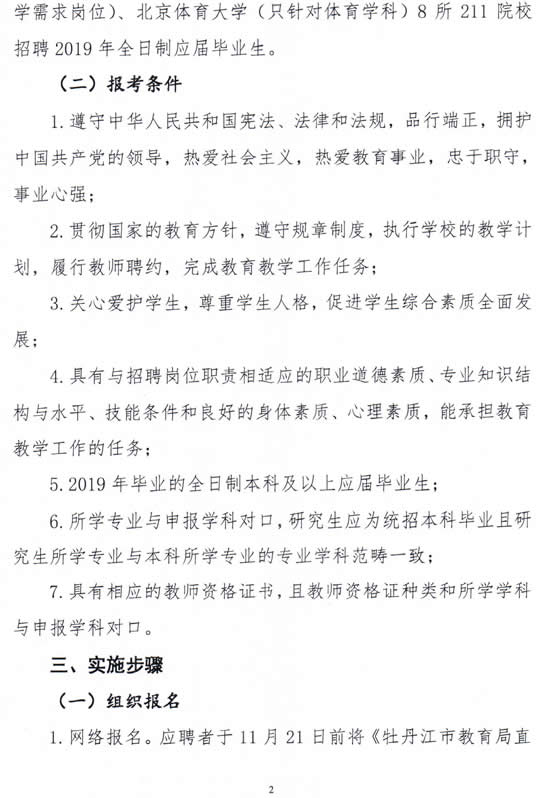 学需求岗位)、北京体育大学（只针对体育学科）8 所 211 院校
招聘 2019 年全日制应届毕业生。
（二）报考条件
1.遵守中华人民共和国宪法、法律和法规，品行端正，拥护
中国共产党的领导，热爱社会主义，热爱教育事业，忠于职守，
事业心强；
2.贯彻国家的教育方针，遵守规章制度，执行学校的教学计
划，履行教师聘约，完成教育教学工作任务；
3.关心爱护学生，尊重学生人格，促进学生综合素质全面发
展；
4.具有与招聘岗位职责相适应的职业道德素质、专业知识结
构与水平、技能条件和良好的身体素质、心理素质，能承担教育
教学工作的任务；
5.2019 年毕业的全日制本科及以上应届毕业生；
6.所学专业与申报学科对口，研究生应为统招本科毕业且研
究生所学专业与本科所学专业的专业学科范畴一致；
7.具有相应的教师资格证书，且教师资格证种类和所学学科
与申报学科对口。
三、实施步骤
（一）组织报名
1.网络报名。应聘者于 11 月 21 日前将《牡丹江市教育局直
2